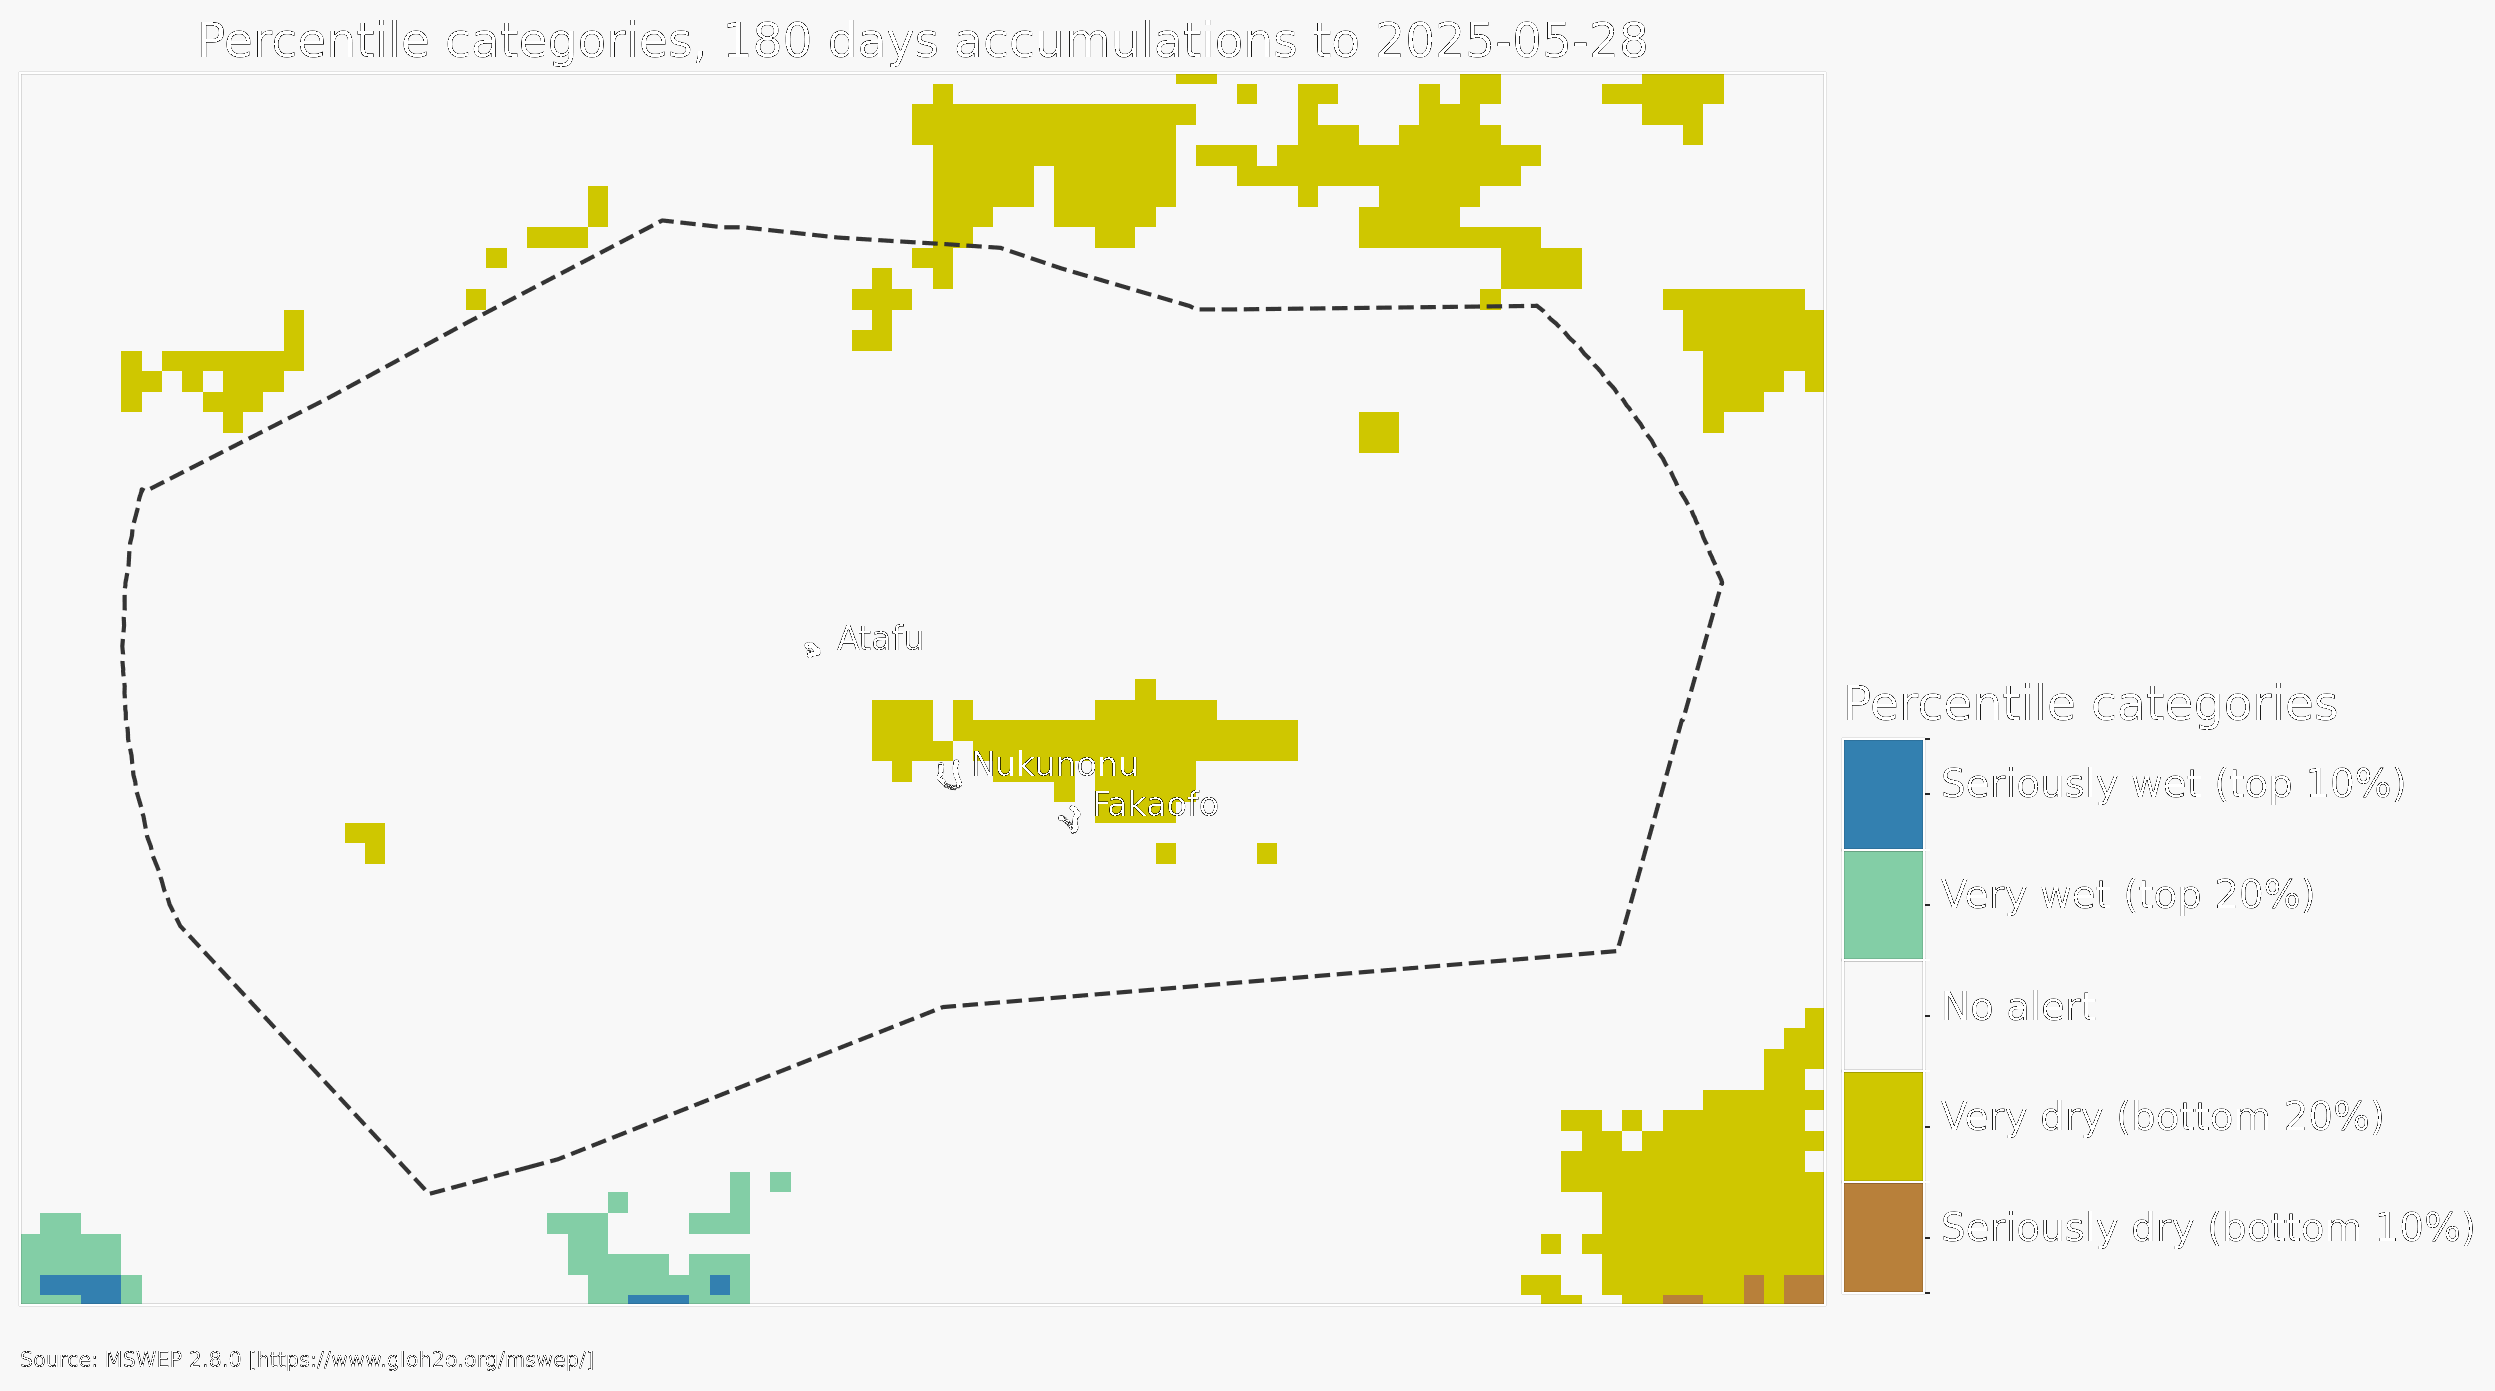 Percentile categories, 180 days accumulations to 2025-05-28
Atafu
Nukunonu
Fakaofo
Percentile categories
Seriously wet (top 10%)
Very wet (top 20%)
No alert
Very dry (bottom 20%)
Seriously dry (bottom 10%)
Source: MSWEP 2.8.0 [https://www.gloh2o.org/mswep/]